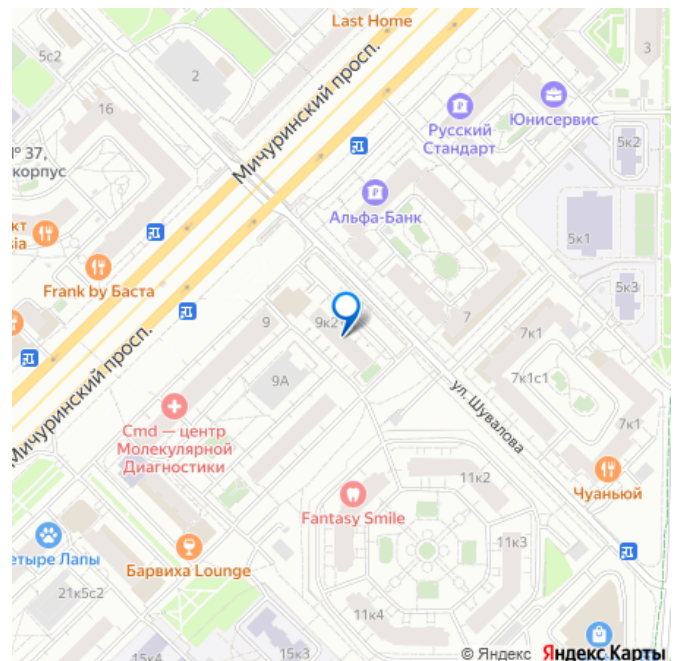 Last Home
5с2
2
3
16
Мичуринский просп.
Русский
Стандарт
Юнисервис
5к2
№ 37,
корпус
кт
sia
Альфа-Банк
5к1
Frank by Баста
5к3
9
9к2
7
7к1
Мичуринский просп.
9А
7к1с1
ул. Шувалова
7к1
Cmd — центр
Молекулярной
Диагностики
11к2
Чуаньюй
Fantasy Smile
етыре Лапы
Барвиха Lounge
11к3
21к5с2
11к4
15к4
15к3
© Яндекс Яндекс Карты